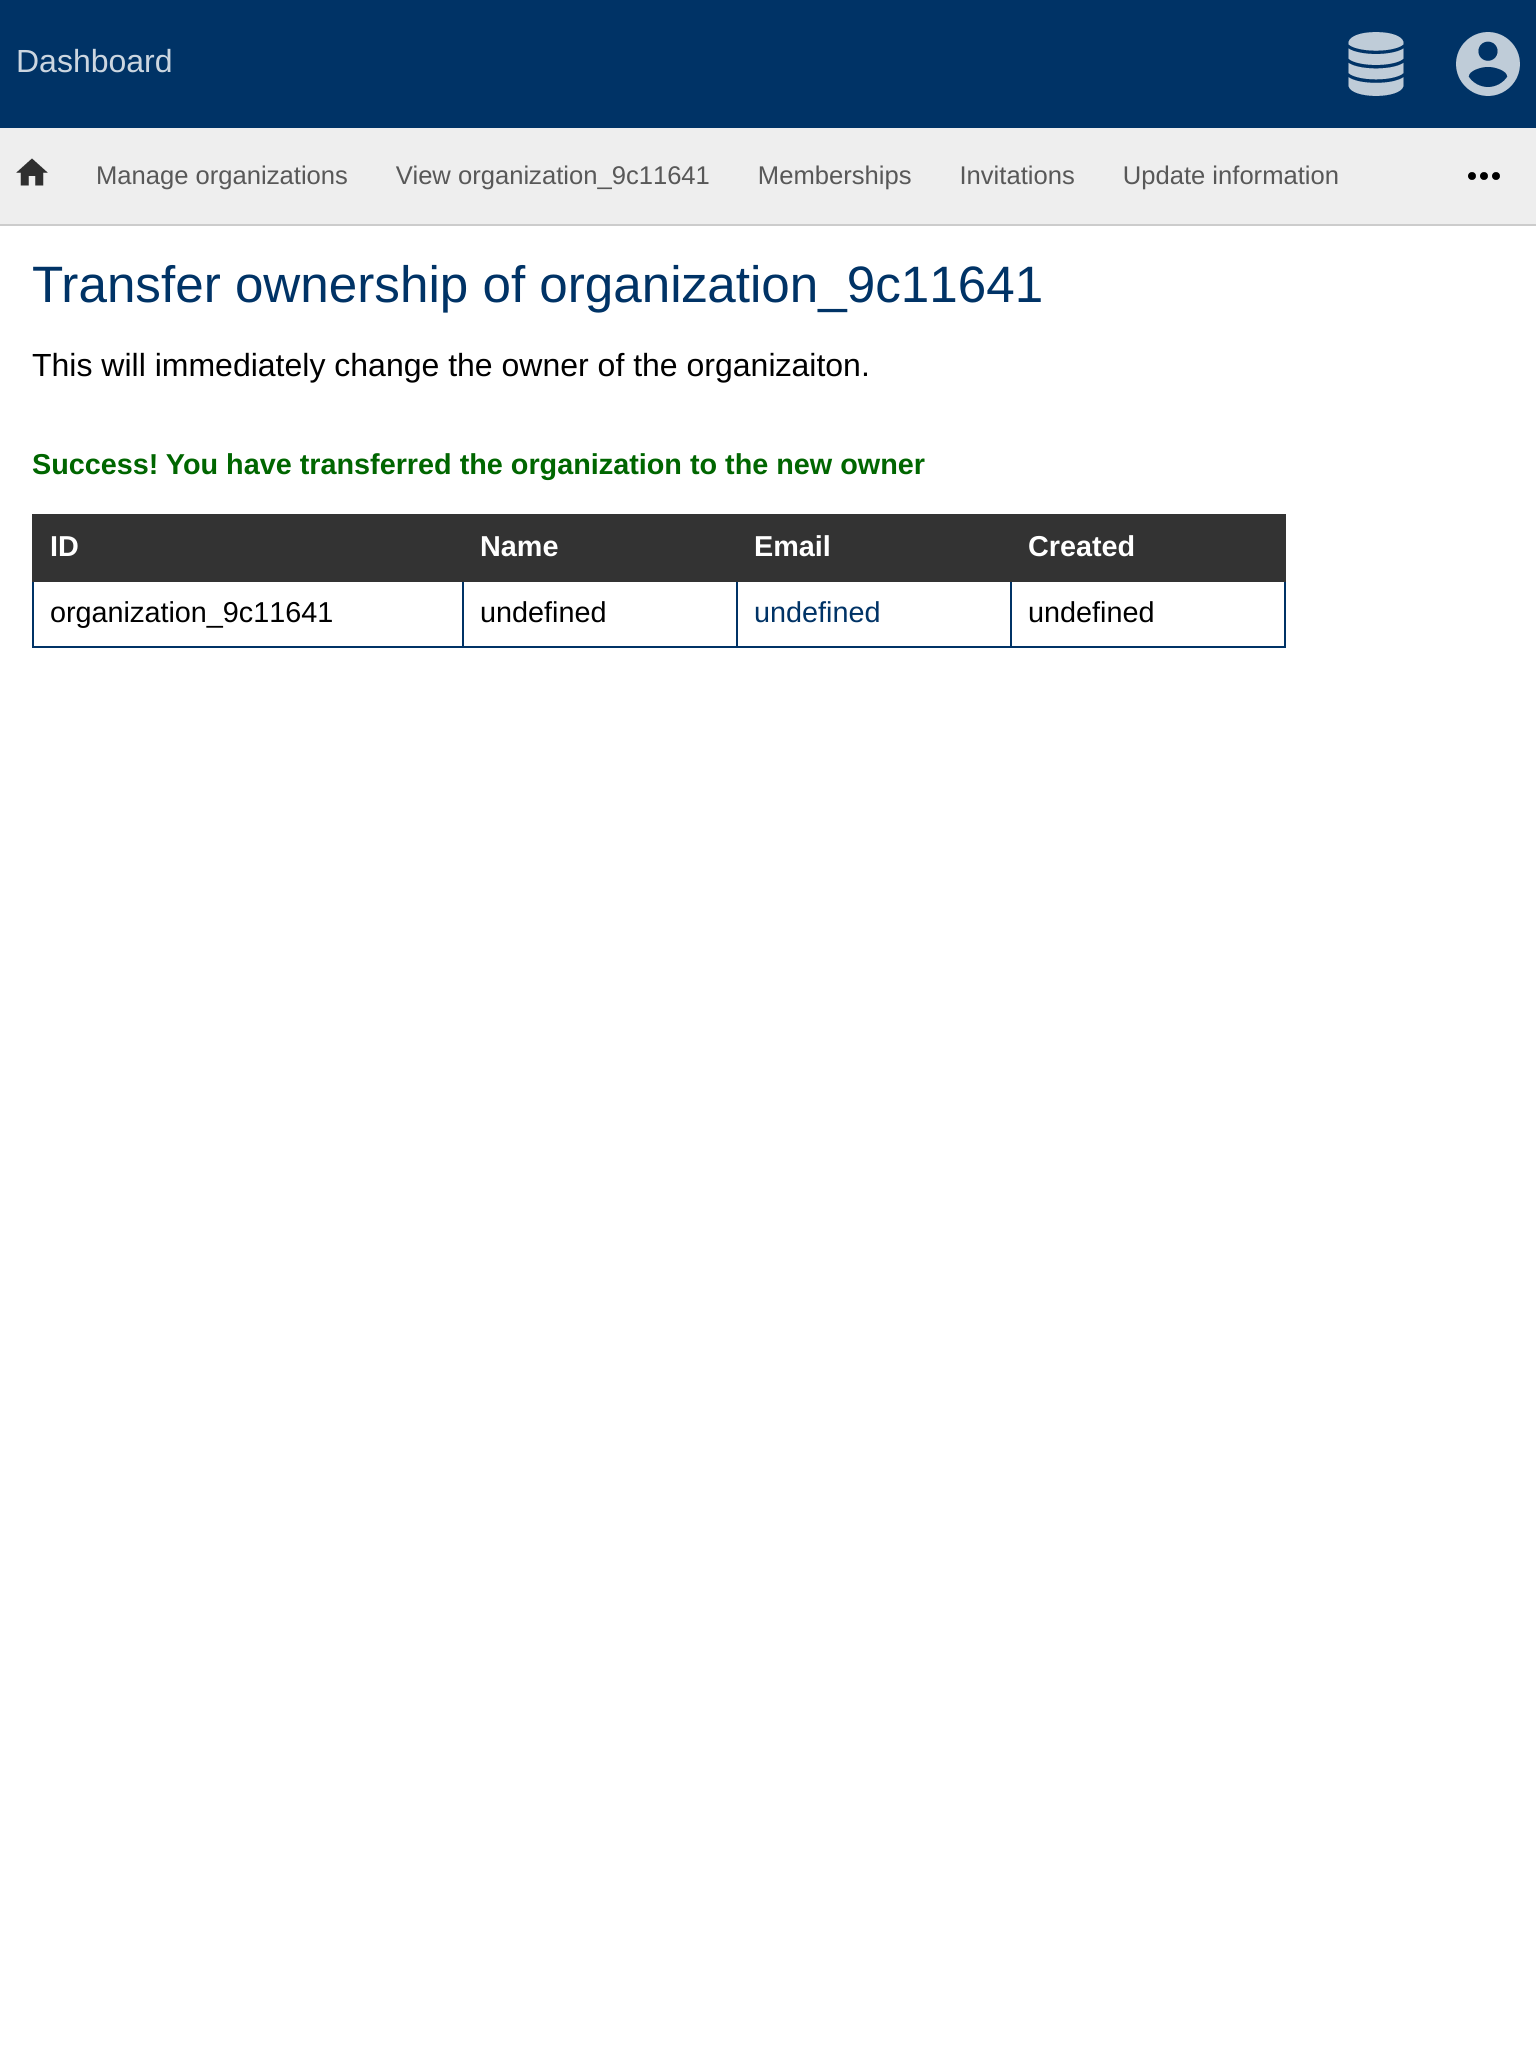 Dashboard
Manage organizations View organization_9c11641 Memberships Invitations Update information
Transfer ownership of organization_9c11641
This will immediately change the owner of the organizaiton.
Success! You have transferred the organization to the new owner
ID Name Email Created
organization_9c11641 undefined undefined undefined